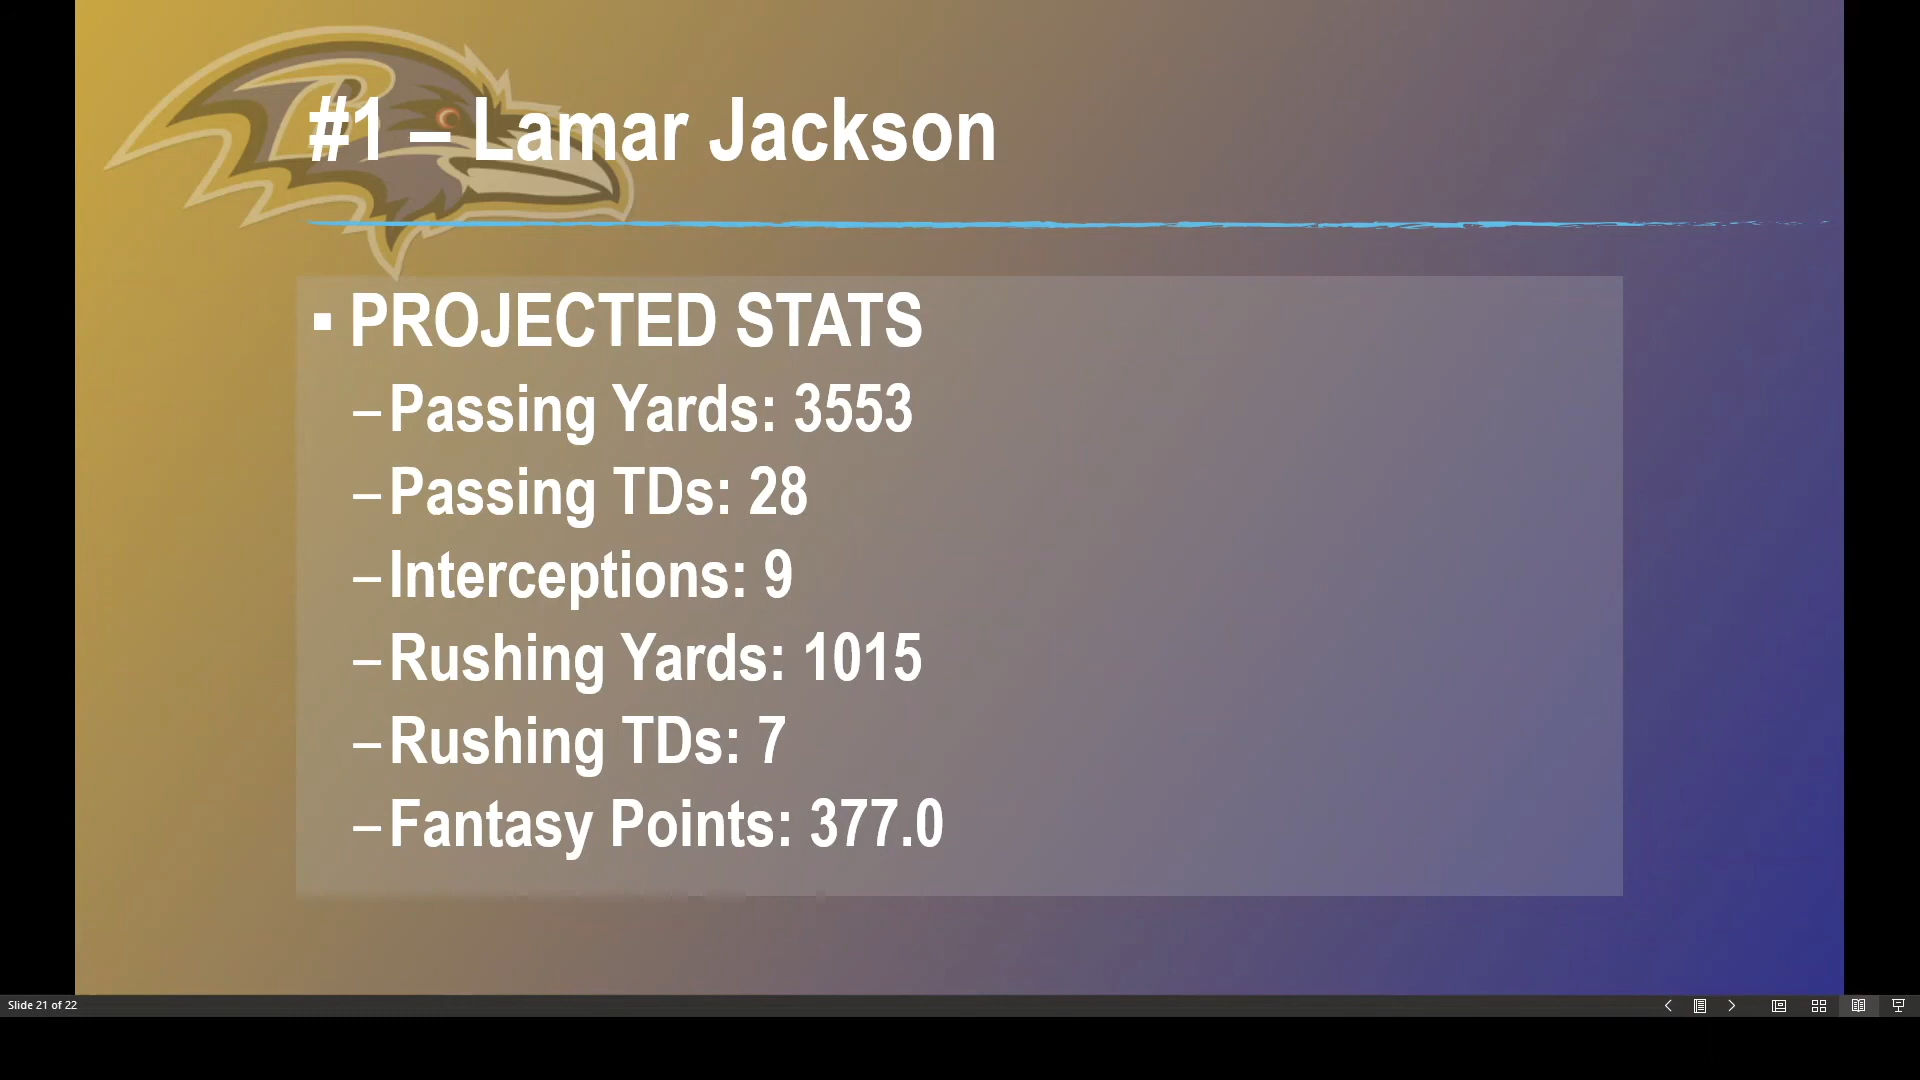 #1 – Lamar Jackson
▪ PROJECTED STATS
– Passing Yards: 3553
– Passing TDs: 28
– Interceptions: 9
– Rushing Yards: 1015
– Rushing TDs: 7
– Fantasy Points: 377.0
Slide 21 of 22